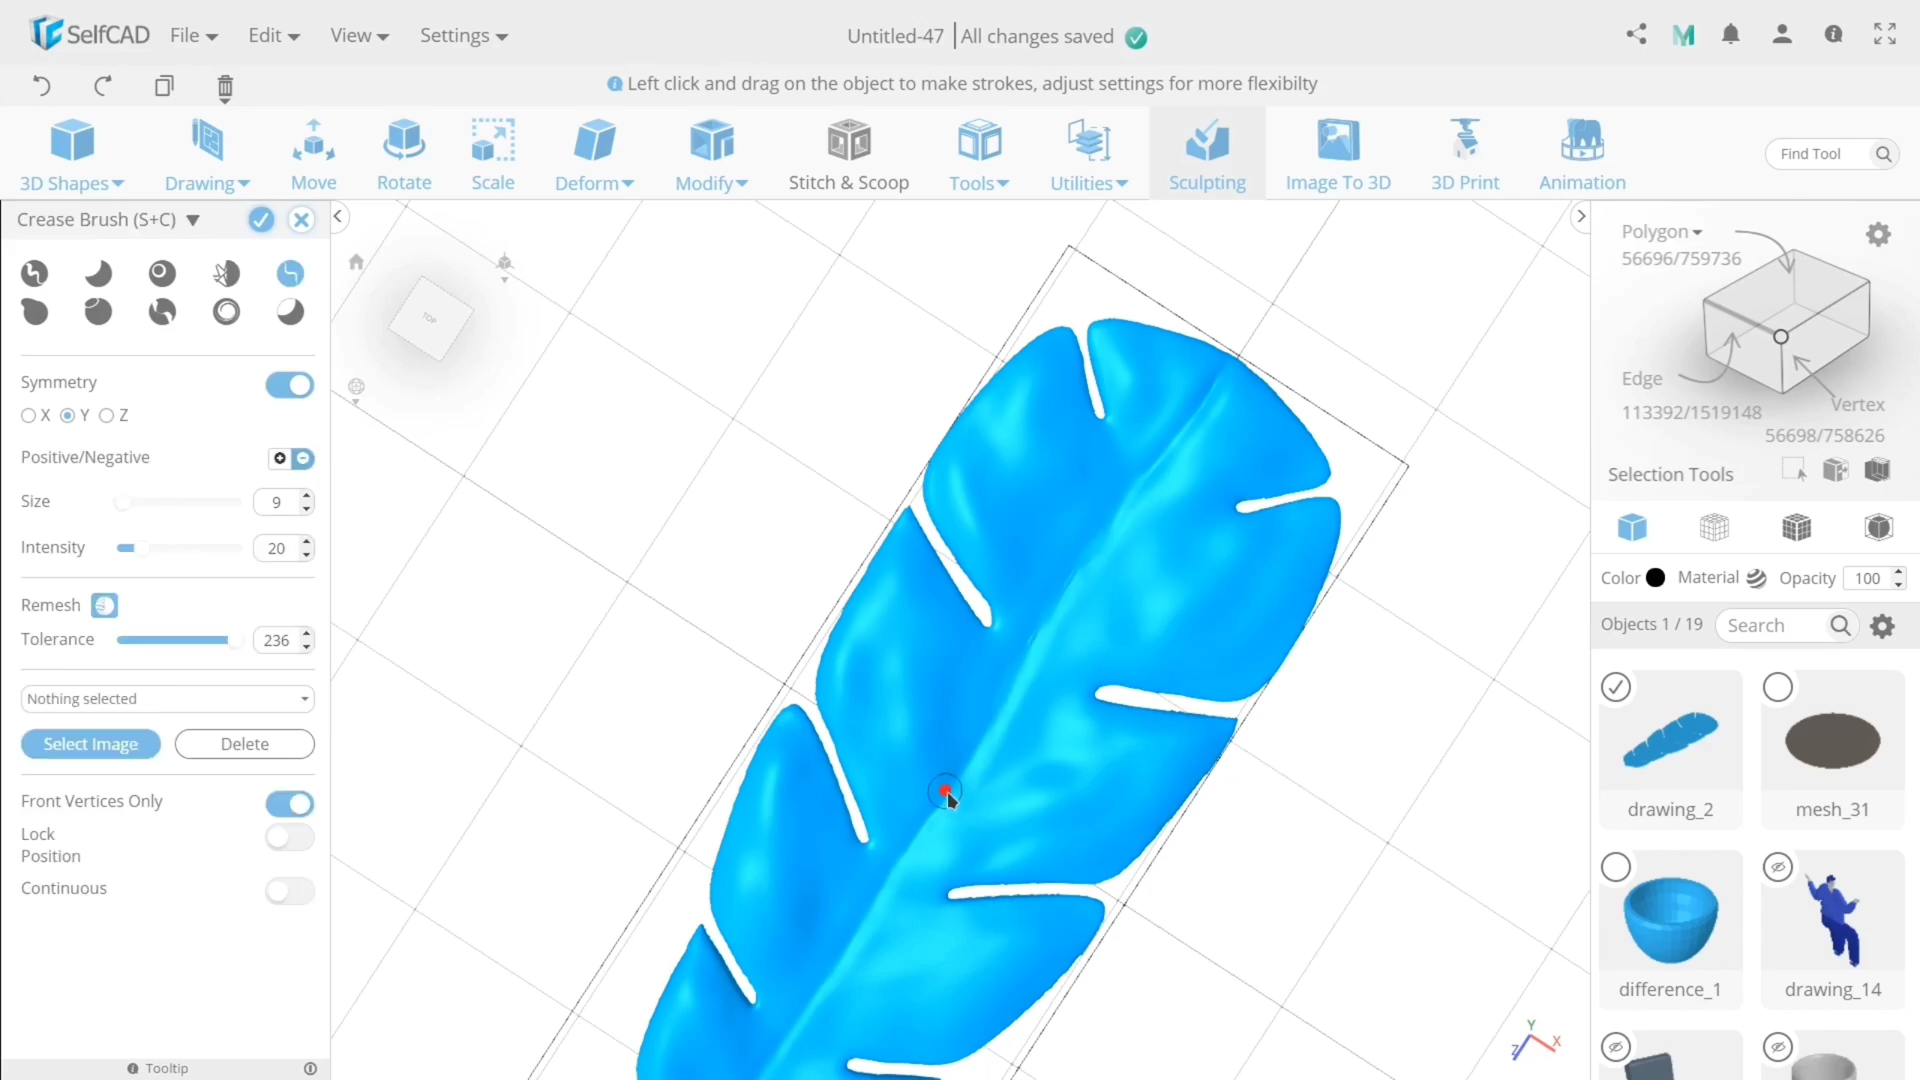 SelfCAD File Edit View Settings
Untitled-47 All changes saved
Left click and drag on the object to make strokes, adjust settings for more flexibilty
3D Shapes Drawing Move Rotate Scale Deform Modify Stitch & Scoop Tools Utilities Sculpting Image To 3D 3D Print Animation
Find Tool
Crease Brush (S+C)
Symmetry
X Y Z
Positive/Negative
Size 9
Intensity 20
Remesh
Tolerance 236
Nothing selected
Select Image Delete
Front Vertices Only
Lock
Position
Continuous
Tooltip
TOP
Y
X
Z
Polygon
56696/759736
Edge
113392/1519148
Vertex
56698/758626
Selection Tools
Color Material Opacity 100
Objects 1 / 19 Search
drawing_2 mesh_31
difference_1 drawing_14